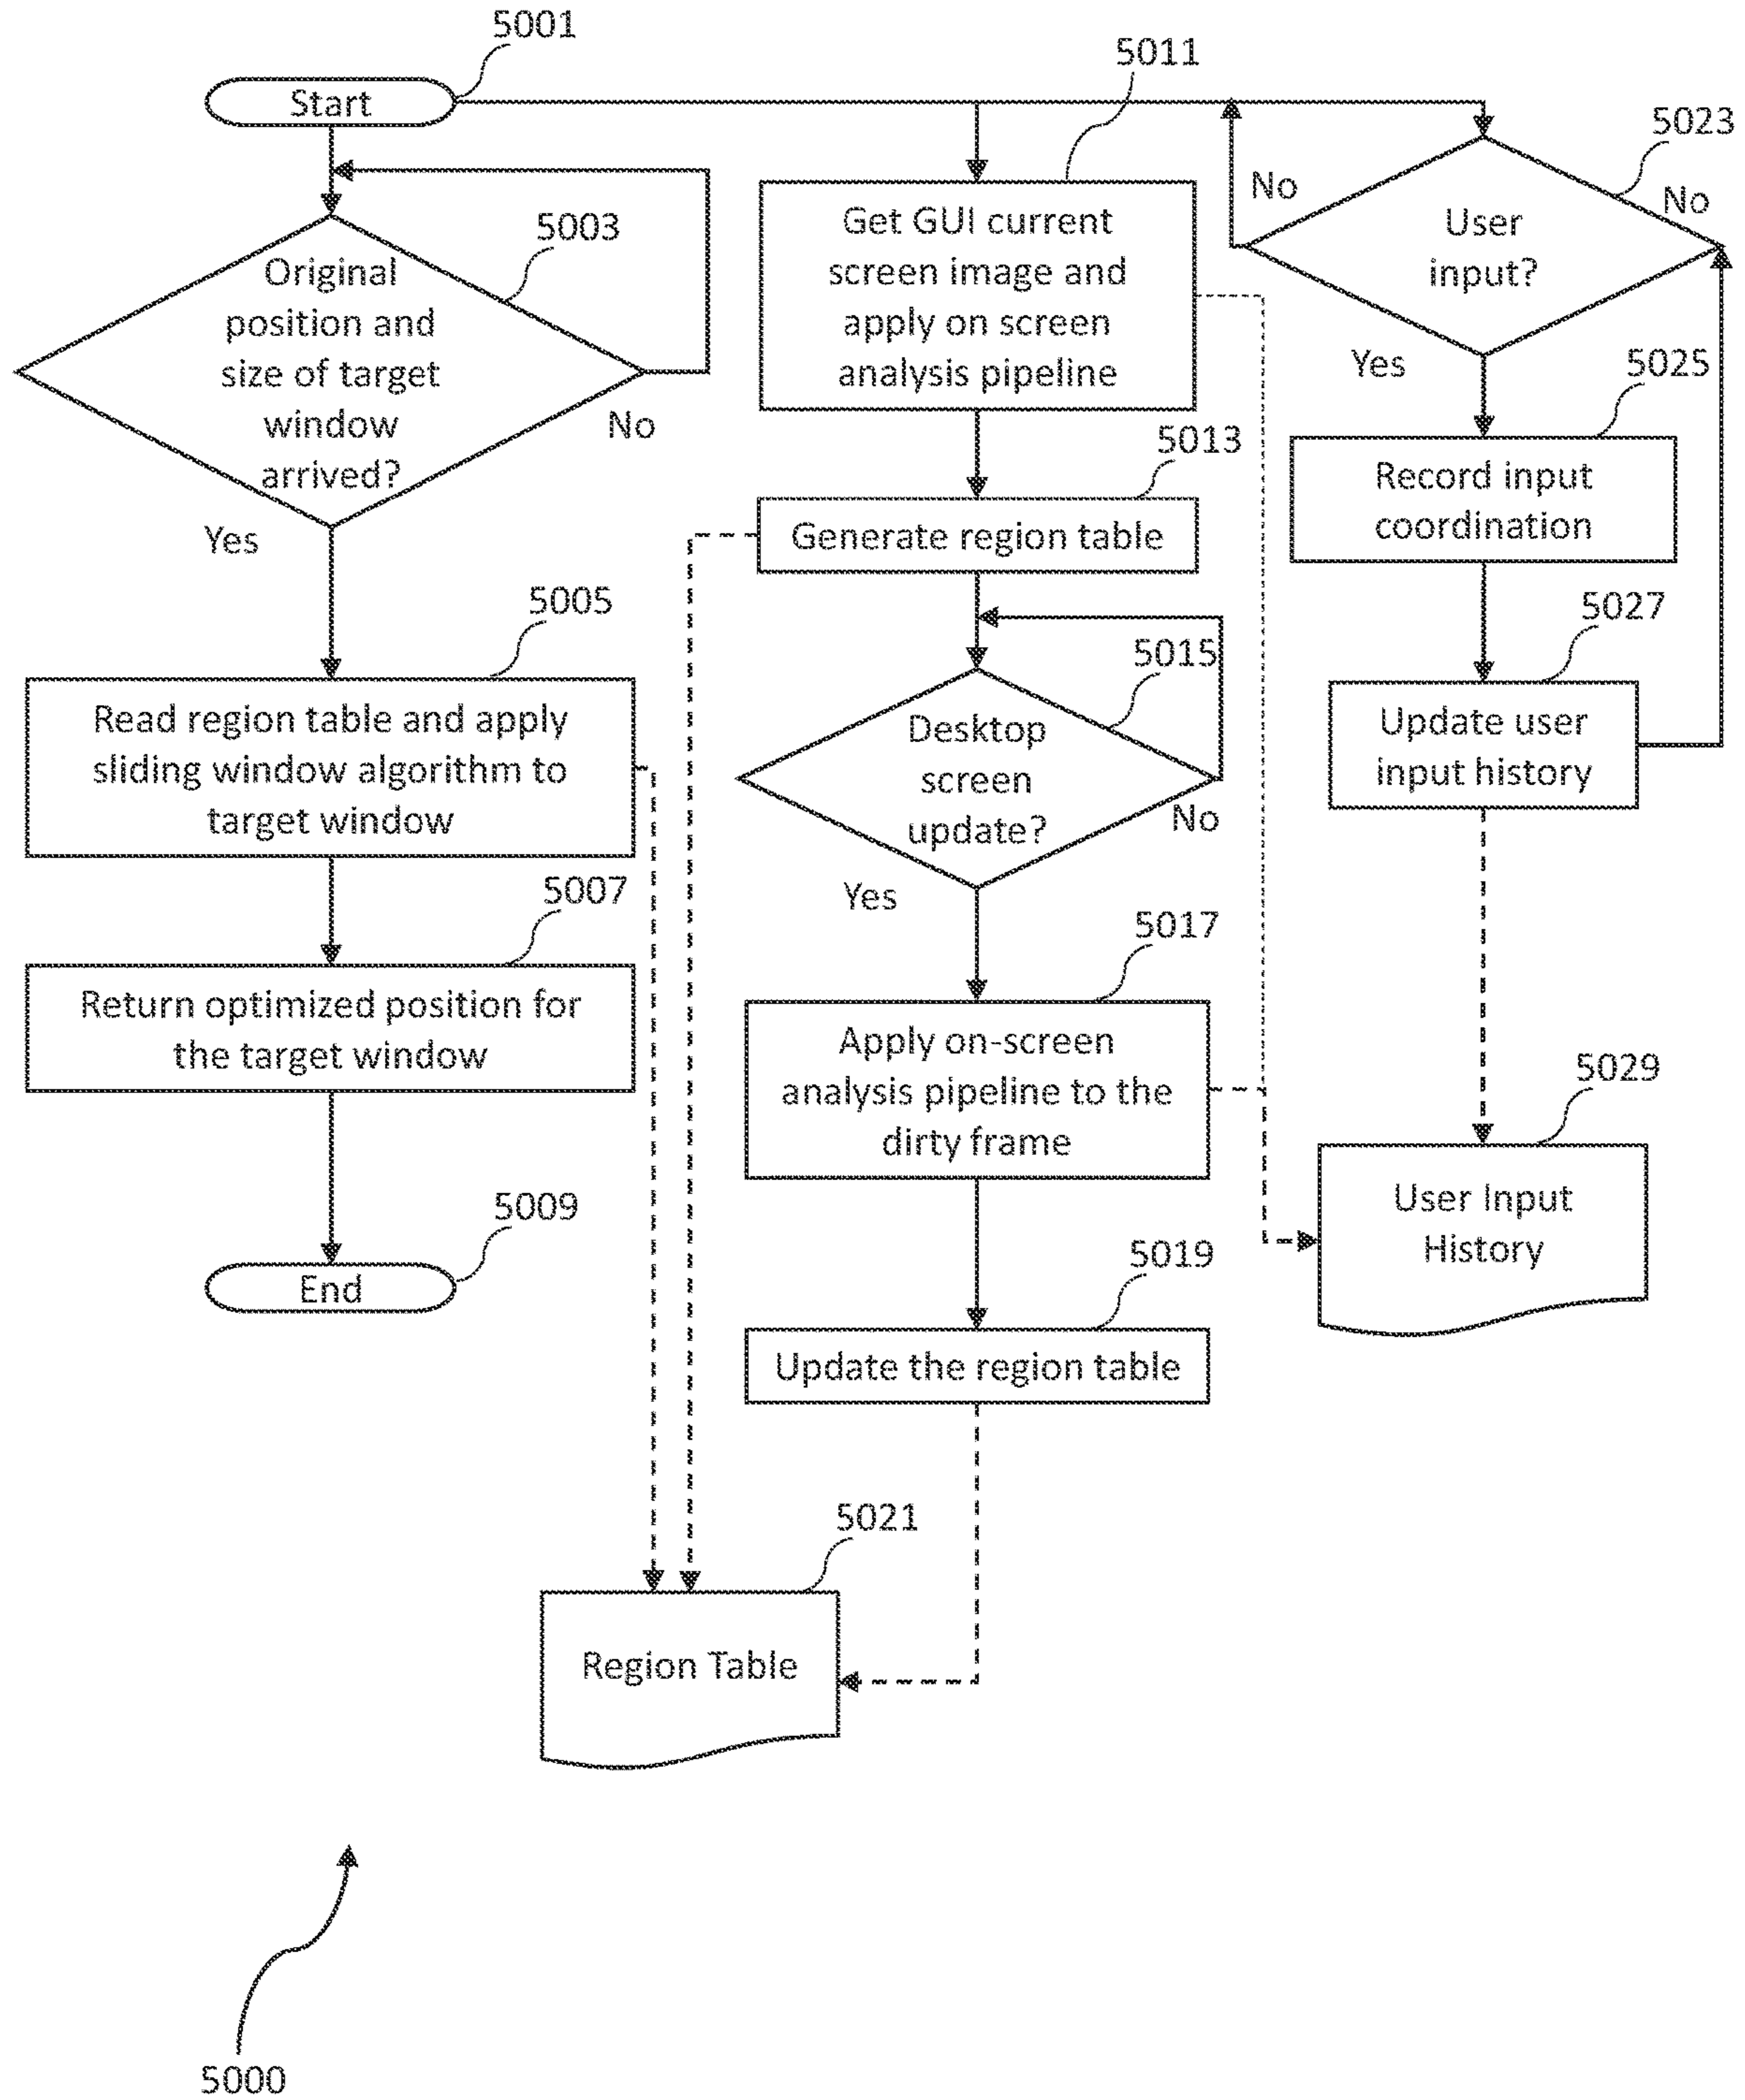 5001
Start
5003
Original
position and
size of target
window
arrived?
No
Yes
5005
Read region table and apply
sliding window algorithm to
target window
5007
Return optimized position for
the target window
5009
End
5011
Get GUI current
screen image and
apply on screen
analysis pipeline
5013
Generate region table
5015
Desktop
screen
update?
No
Yes
5017
Apply on-screen
analysis pipeline to the
dirty frame
5019
Update the region table
5021
Region Table
5023
No
No
User
input?
Yes
5025
Record input
coordination
5027
Update user
input history
5029
User Input
History
5000